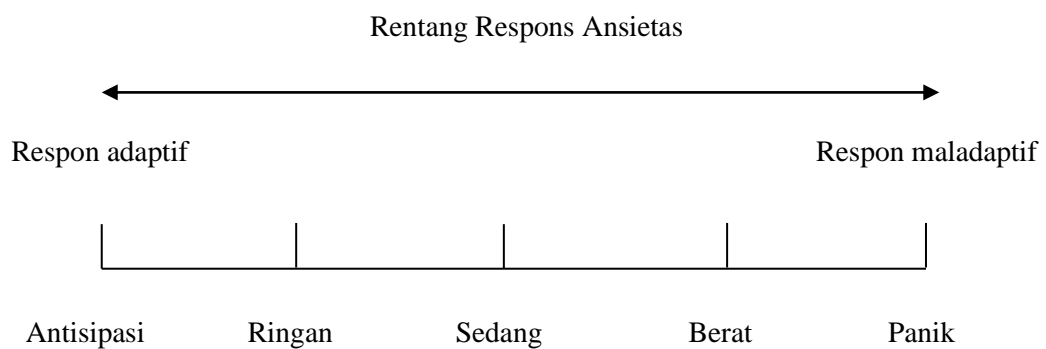 Rentang Respons Ansietas
Respon adaptif Respon maladaptif
Antisipasi Ringan Sedang Berat Panik